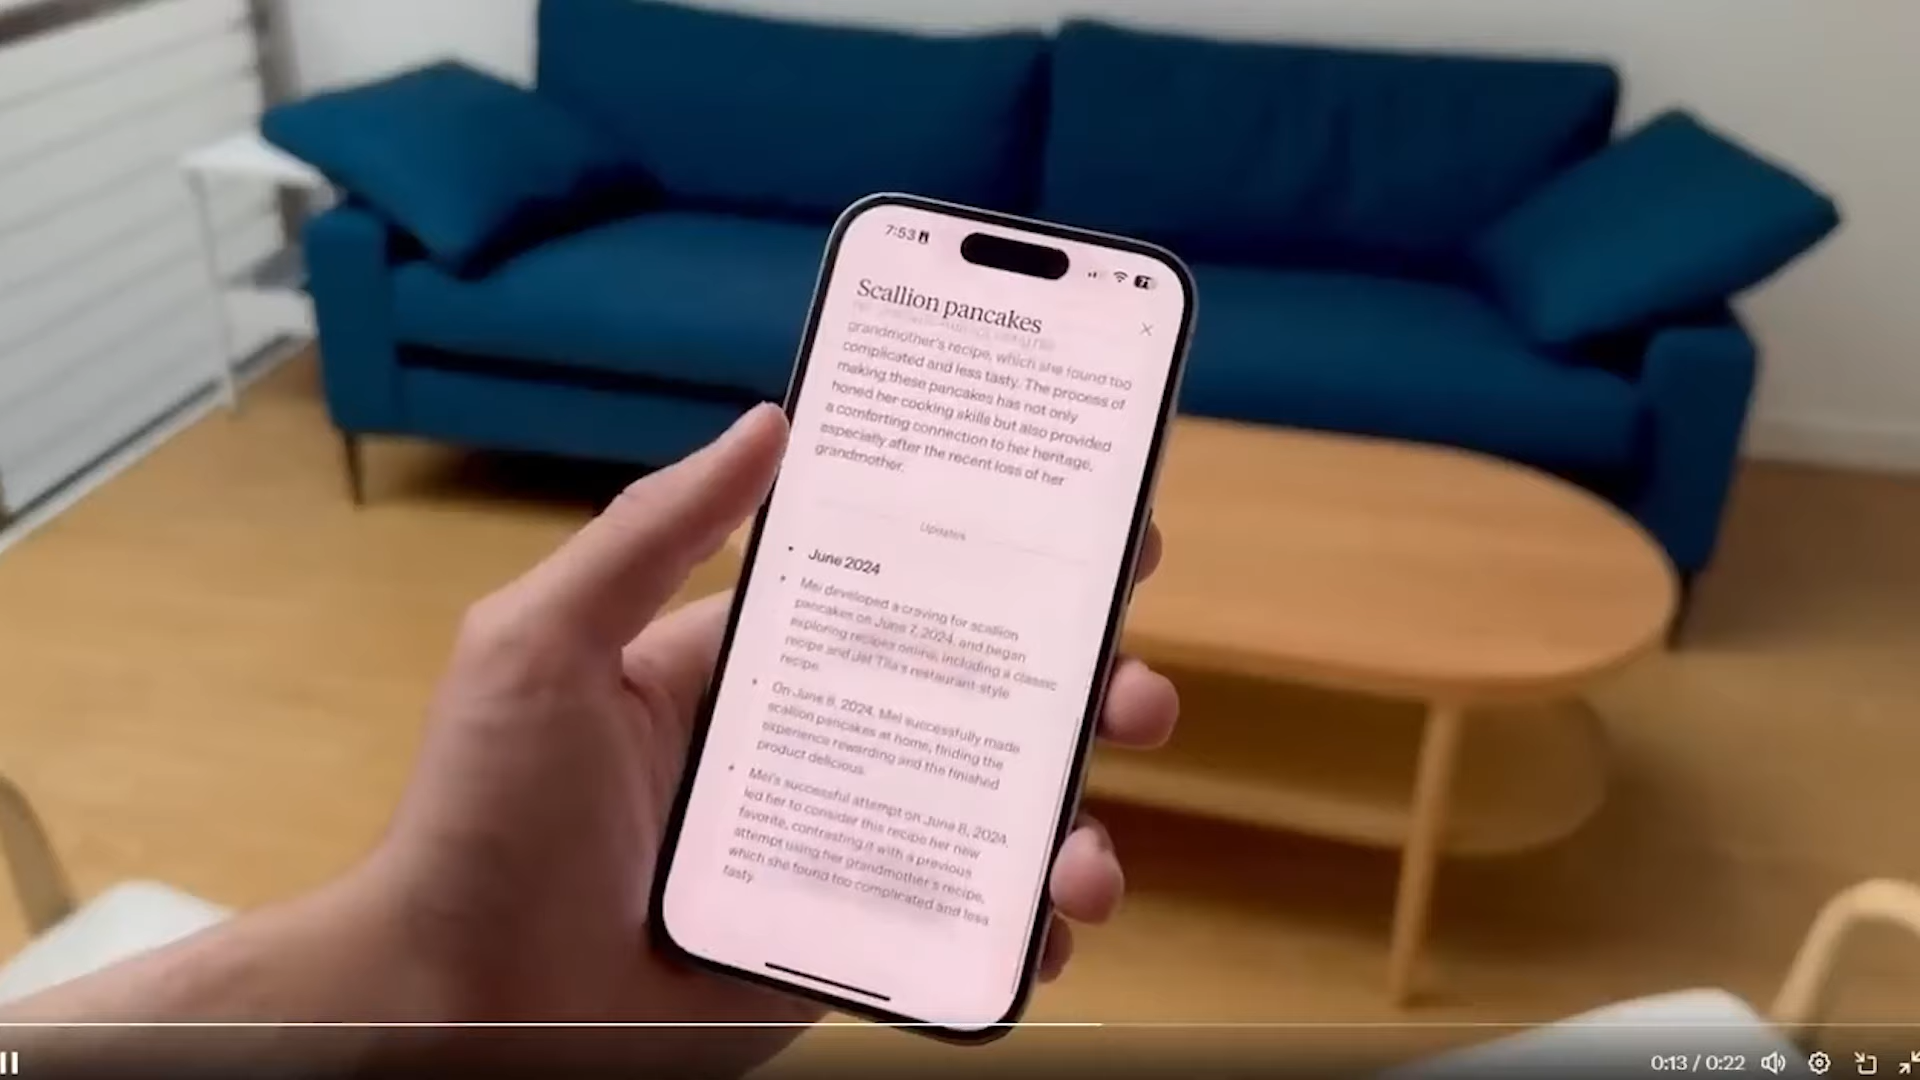 7:53
Scallion pancakes
grandmother's recipe, which she found too
complicated and less tasty. The process of
making these pancakes has not only
honed her cooking skills but also provided
a comforting connection to her heritage,
especially after the recent loss of her
grandmother.
Updates
June 2024
Mei developed a craving for scallion
pancakes on June 7, 2024, and began
exploring recipes online, including a classic
recipe and Jet Tila's restaurant-style
recipe.
On June 8, 2024, Mei successfully made
scallion pancakes at home, finding the
experience rewarding and the finished
product delicious.
Mei's successful attempt on June 8, 2024,
led her to consider this recipe her new
favorite, contrasting it with a previous
attempt using her grandmother's recipe,
which she found too complicated and less
tasty.
0:13 / 0:22